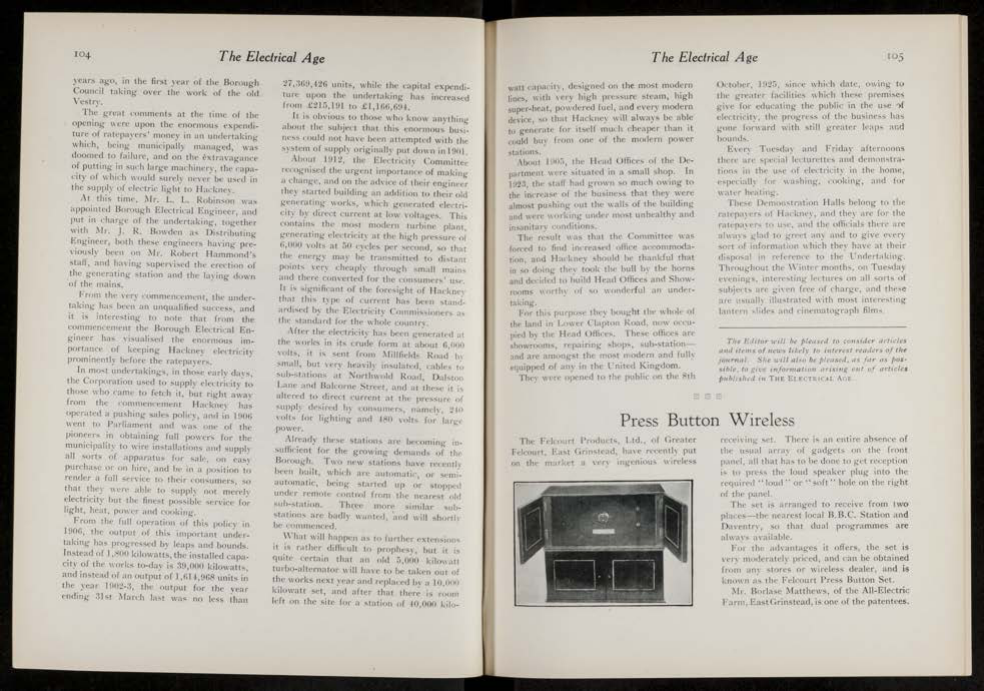 104
The Electrical Age
years ago, in the first year of the Borough
Council taking over the work of the old
Vestry.
The great comments at the time of the
opening were upon the enormous expendi-
ture of ratepayers' money in an undertaking
which, being municipally managed, was
doomed to failure, and on the extravagance
of putting in such large machinery, the capa-
city of which would surely never be used in
the supply of electric light to Hackney.
At this time, Mr. L. L. Robinson was
appointed Borough Electrical Engineer, and
put in charge of the undertaking, together
with Mr. J. R. Bowden as Distributing
Engineer, both these engineers having pre-
viously been on Mr. Robert Hammond's
staff, and having supervised the erection of
the generating station and the laying down
of the mains.
From the very commencement, the under-
taking has been an unqualified success, and
it is interesting to note that from the
commencement the Borough Electrical En-
gineer has visualised the enormous im-
portance of keeping Hackney electricity
prominently before the ratepayers.
In most undertakings, in those early days,
the Corporation used to supply electricity to
those who came to fetch it, but right away
from the commencement Hackney has
operated a pushing sales policy, and in 1906
went to Parliament and was one of the
pioneers in obtaining full powers for the
municipality to wire installations and supply
all sorts of apparatus for sale, on easy
purchase or on hire, and be in a position to
render a full service to their consumers, so
that they were able to supply not merely
electricity but the finest possible service for
light, heat, power and cooking.
From the full operation of this policy in
1906, the output of this important under-
taking has progressed by leaps and bounds.
Instead of 1,800 kilowatts, the installed capa-
city of the works to-day is 39,000 kilowatts,
and instead of an output of 1,614,968 units in
the year 1902-3, the output for the year
ending 31st March last was no less than
27,369,426 units, while the capital expendi-
ture upon the undertaking has increased
from £215,191 to £1,166,694.
It is obvious to those who know anything
about the subject that this enormous busi-
ness could not have been attempted with the
system of supply originally put down in 1901.
About 1912, the Electricity Committee
recognised the urgent importance of making
a change, and on the advice of their engineer
they started building an addition to their old
generating works, which generated electri-
city by direct current at low voltages. This
contains the most modern turbine plant,
generating electricity at the high pressure of
6,000 volts at 50 cycles per second, so that
the energy may be transmitted to distant
points very cheaply through small mains
and there converted for the consumers' use.
It is significant of the foresight of Hackney
that this type of current has been stand-
ardised by the Electricity Commissioners as
the standard for the whole country.
After the electricity has been generated at
the works in its crude form at about 6,000
volts, it is sent from Millfields Road by
small, but very heavily insulated, cables to
sub-stations at Northwold Road, Dalston
Lane and Balcorne Street, and at these it is
altered to direct current at the pressure of
supply desired by consumers, namely, 240
volts for lighting and 480 volts for large
power.
Already these stations are becoming in-
sufficient for the growing demands of the
Borough. Two new stations have recently
been built, which are automatic, or semi-
automatic, being started up or stopped
under remote control from the nearest old
sub-station. Three more similar sub-
stations are badly wanted, and will shortly
be commenced.
What will happen as to further extensions
it is rather difficult to prophesy, but it is
quite certain that an old 5,000 kilowatt
turbo-alternator will have to be taken out of
the works next year and replaced by a 10,000
kilowatt set, and after that there is room
left on the site for a station of 40,000 kilo-
The Electrical Age
105
watt capacity, designed on the most modern
lines, with very high pressure steam, high
super-heat, powdered fuel, and every modern
device, so that Hackney will always be able
to generate for itself much cheaper than it
could buy from one of the modern power
stations.
About 1905, the Head Offices of the De-
partment were situated in a small shop. In
1923, the staff had grown so much owing to
the increase of the business that they were
almost pushing out the walls of the building
and were working under most unhealthy and
insanitary conditions.
The result was that the Committee was
forced to find increased office accommoda-
tion, and Hackney should be thankful that
in so doing they took the bull by the horns
and decided to build Head Offices and Show-
rooms worthy of so wonderful an under-
taking.
For this purpose they bought the whole of
the land in Lower Clapton Road, now occu-
pied by the Head Offices. These offices are
showrooms, repairing shops, sub-station—
and are amongst the most modern and fully
equipped of any in the United Kingdom.
They were opened to the public on the 8th
October, 1925, since which date, owing to
the greater facilities which these premises
give for educating the public in the use of
electricity, the progress of the business has
gone forward with still greater leaps and
bounds.
Every Tuesday and Friday afternoons
there are special lecturettes and demonstra-
tions in the use of electricity in the home,
especially for washing, cooking, and for
water heating.
These Demonstration Halls belong to the
ratepayers of Hackney, and they are for the
ratepayers to use, and the officials there are
always glad to greet any and to give every
sort of information which they have at their
disposal in reference to the Undertaking.
Throughout the Winter months, on Tuesday
evenings, interesting lectures on all sorts of
subjects are given free of charge, and these
are usually illustrated with most interesting
lantern slides and cinematograph films.
The Editor will be pleased to consider articles
and items of news likely to interest readers of the
journal. She will also be pleased, as far as pos-
sible, to give information arising out of articles
published in THE ELECTRICAL AGE.
Press Button Wireless
The Felcourt Products, Ltd., of Greater
Felcourt, East Grinstead, have recently put
on the market a very ingenious wireless
receiving set. There is an entire absence of
the usual array of gadgets on the front
panel, all that has to be done to get reception
is to press the loud speaker plug into the
required "loud" or "soft" hole on the right
of the panel.
The set is arranged to receive from two
places—the nearest local B.B.C. Station and
Daventry, so that dual programmes are
always available.
For the advantages it offers, the set is
very moderately priced, and can be obtained
from any stores or wireless dealer, and is
known as the Felcourt Press Button Set.
Mr. Borlase Matthews, of the All-Electric
Farm, East Grinstead, is one of the patentees.